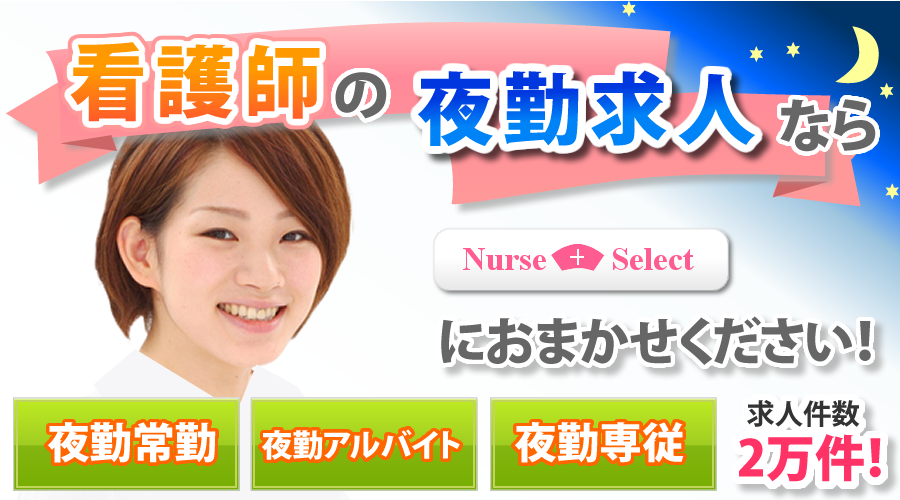 看護師の夜勤求人なら
Nurse Select
におまかせください!
夜勤常勤
夜勤アルバイト
夜勤専従
求人件数
2万件!